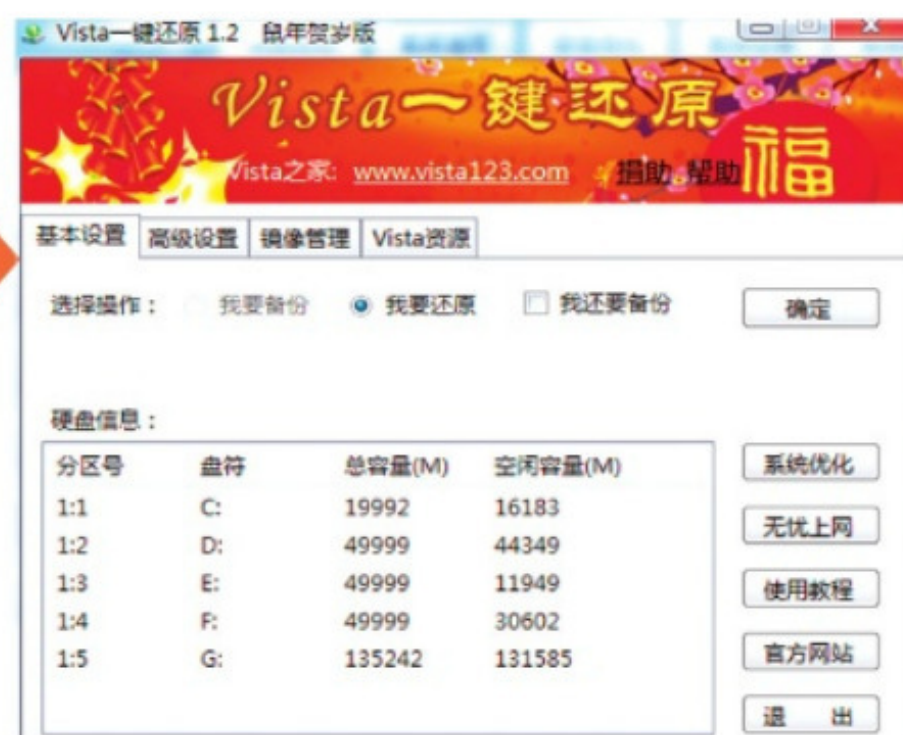 Vista一键还原 1.2 鼠年贺岁版
Vista一键还原
福
Vista之家: www.vista123.com 捐助 帮助
基本设置 高级设置 镜像管理 Vista资源
选择操作： 我要备份 我要还原 我还要备份 确定
硬盘信息：
分区号 盘符 总容量(M) 空闲容量(M)
1:1 C: 19992 16183
1:2 D: 49999 44349
1:3 E: 49999 11949
1:4 F: 49999 30602
1:5 G: 135242 131585
系统优化
无忧上网
使用教程
官方网站
退 出